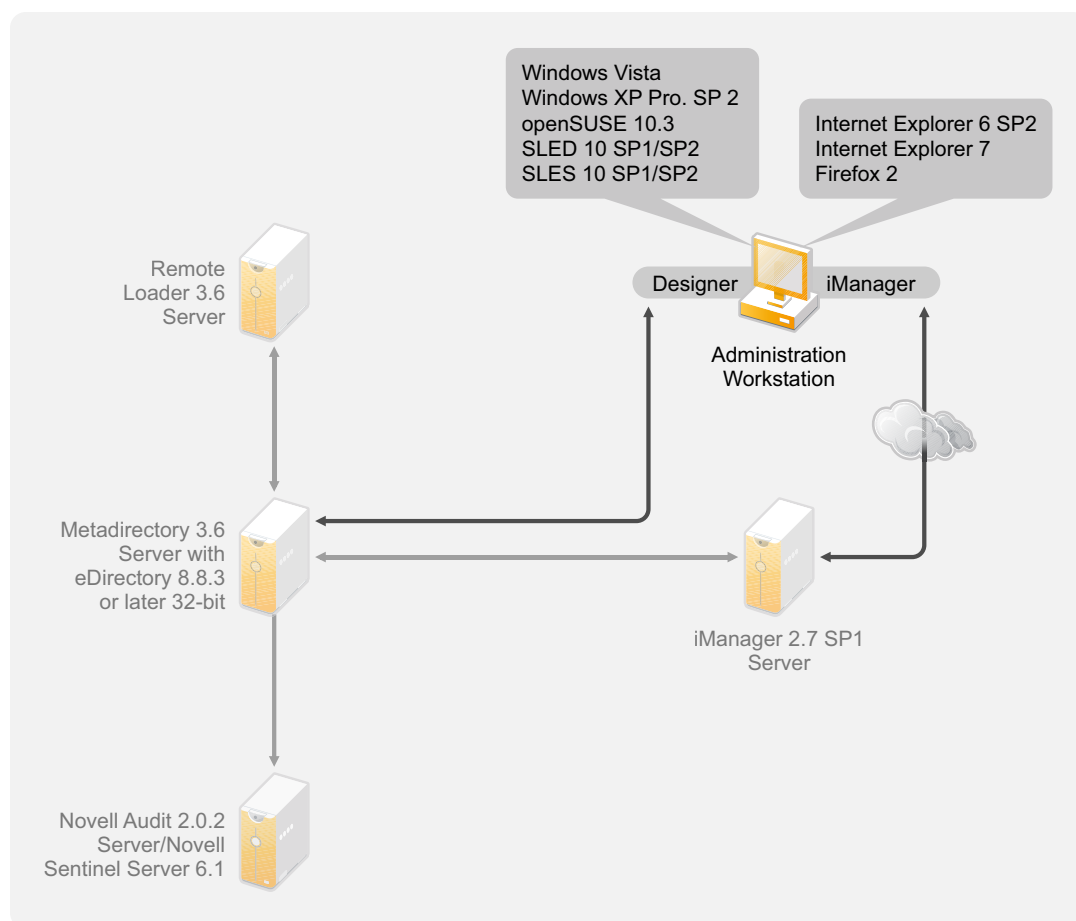 Windows Vista
Windows XP Pro. SP 2
openSUSE 10.3
SLED 10 SP1/SP2
SLES 10 SP1/SP2
Internet Explorer 6 SP2
Internet Explorer 7
Firefox 2
Remote
Loader 3.6
Server
Designer
iManager
Administration
Workstation
Metadirectory 3.6
Server with
eDirectory 8.8.3
or later 32-bit
iManager 2.7 SP1
Server
Novell Audit 2.0.2
Server/Novell
Sentinel Server 6.1